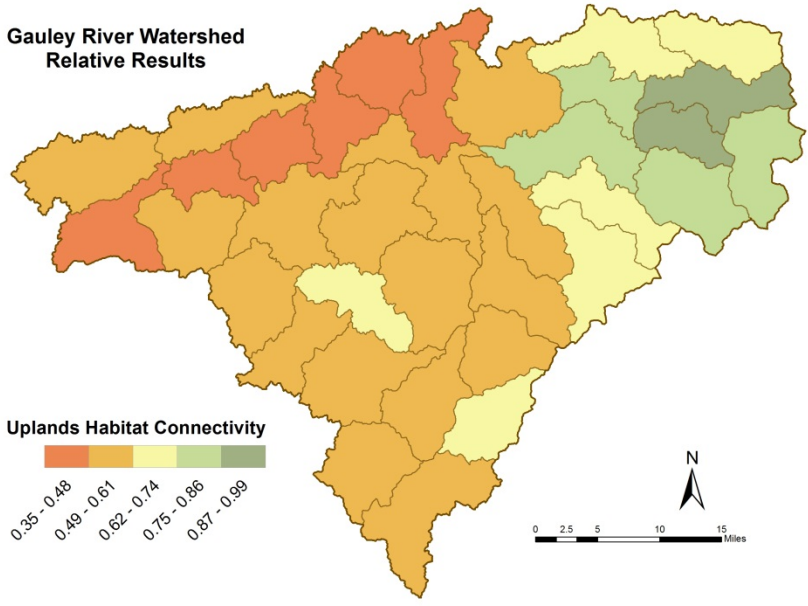 Gauley River Watershed
Relative Results
Uplands Habitat Connectivity
0.35 - 0.48
0.49 - 0.61
0.62 - 0.74
0.75 - 0.86
0.87 - 0.99
N
0 2.5 5 10 15
Miles